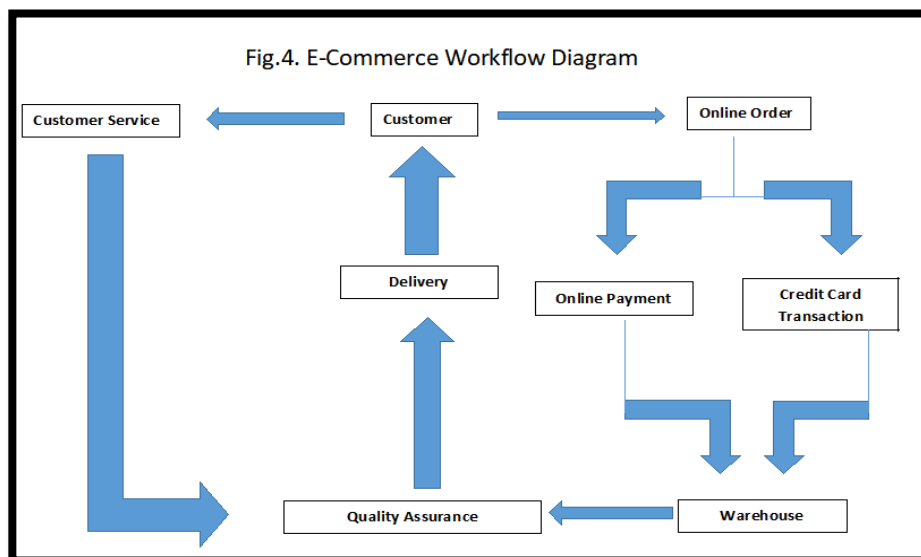 Fig.4. E-Commerce Workflow Diagram
Customer Service
Customer
Online Order
Delivery
Online Payment
Credit Card
Transaction
Quality Assurance
Warehouse